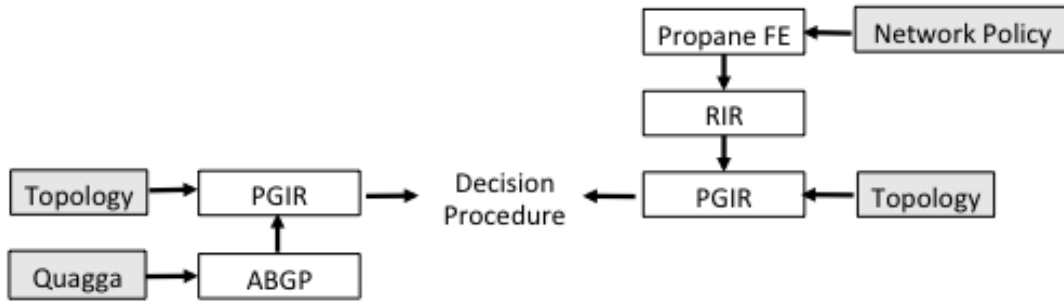 Propane FE
Network Policy
RIR
Topology
PGIR
Decision
Procedure
PGIR
Topology
Quagga
ABGP